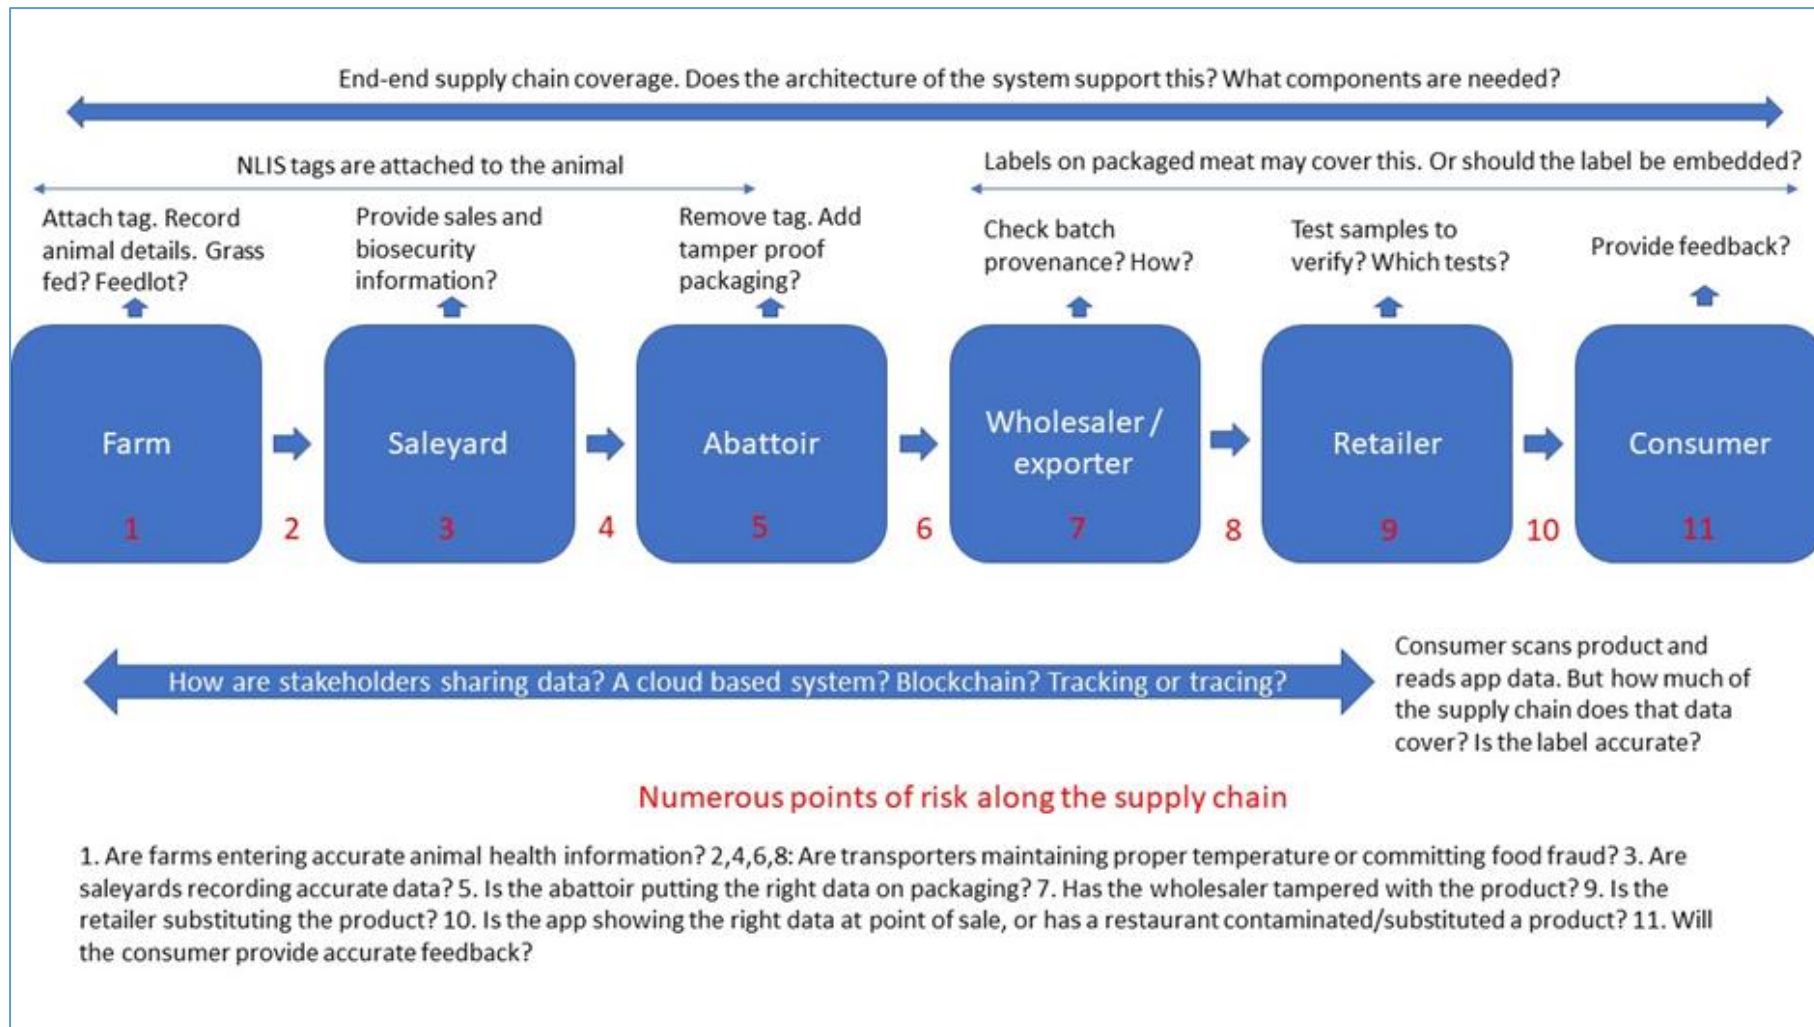 End-end supply chain coverage. Does the architecture of the system support this? What components are needed?
NLIS tags are attached to the animal
Labels on packaged meat may cover this. Or should the label be embedded?
Attach tag. Record
animal details. Grass
fed? Feedlot?
Provide sales and
biosecurity
information?
Remove tag. Add
tamper proof
packaging?
Check batch
provenance? How?
Test samples to
verify? Which tests?
Provide feedback?
Farm
Saleyard
Abattoir
Wholesaler /
exporter
Retailer
Consumer
1
2
3
4
5
6
7
8
9
10
11
How are stakeholders sharing data? A cloud based system? Blockchain? Tracking or tracing?
Consumer scans product and
reads app data. But how much of
the supply chain does that data
cover? Is the label accurate?
Numerous points of risk along the supply chain
1. Are farms entering accurate animal health information? 2,4,6,8: Are transporters maintaining proper temperature or committing food fraud? 3. Are
saleyards recording accurate data? 5. Is the abattoir putting the right data on packaging? 7. Has the wholesaler tampered with the product? 9. Is the
retailer substituting the product? 10. Is the app showing the right data at point of sale, or has a restaurant contaminated/substituted a product? 11. Will
the consumer provide accurate feedback?